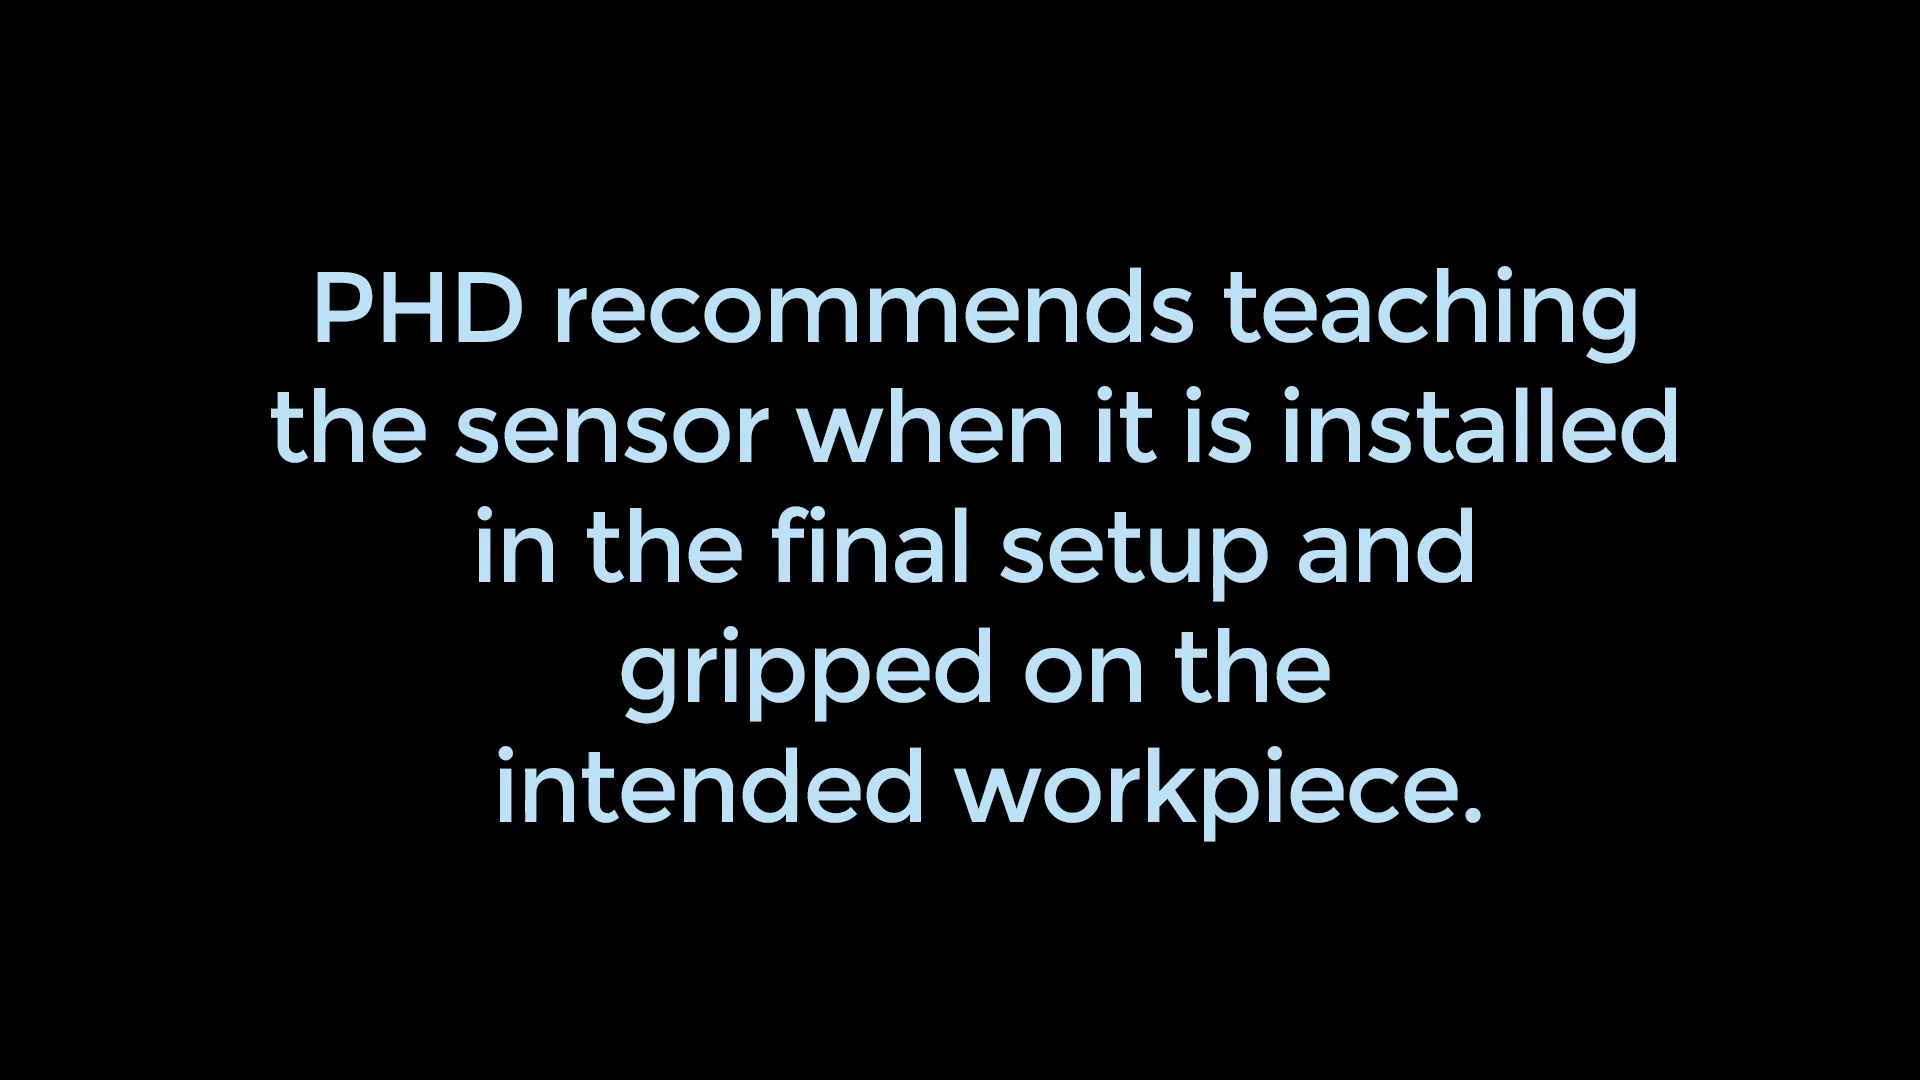 PHD recommends teaching
the sensor when it is installed
in the final setup and
gripped on the
intended workpiece.